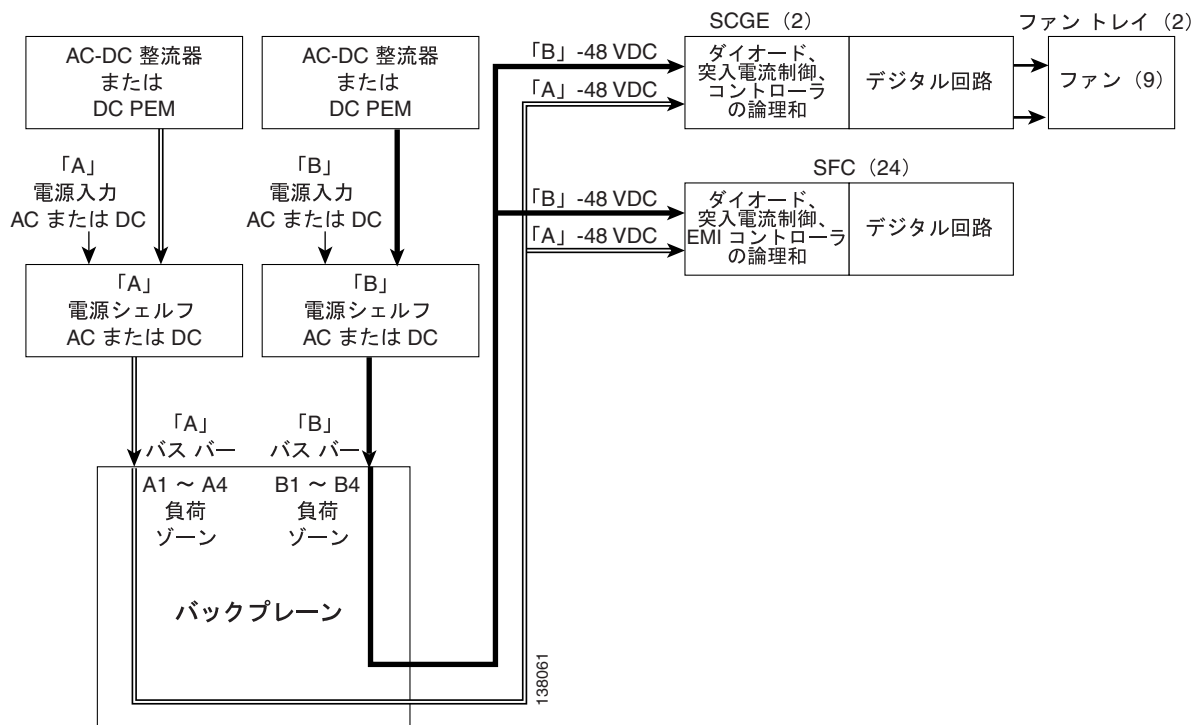 AC-DC 整流器
または
DC PEM
AC-DC 整流器
または
DC PEM
「A」
電源入力
AC または DC
「B」
電源入力
AC または DC
「A」
電源シェルフ
AC または DC
「B」
電源シェルフ
AC または DC
「A」
バス バー
「B」
バス バー
A1 ～ A4
負荷
ゾーン
B1 ～ B4
負荷
ゾーン
バックプレーン
138061
SCGE（2）
「B」-48 VDC
「A」-48 VDC
ダイオード、
突入電流制御、
コントローラ
の論理和
デジタル回路
ファン トレイ（2）
ファン（9）
SFC（24）
「B」-48 VDC
「A」-48 VDC
ダイオード、
突入電流制御、
EMI コントローラ
の論理和
デジタル回路